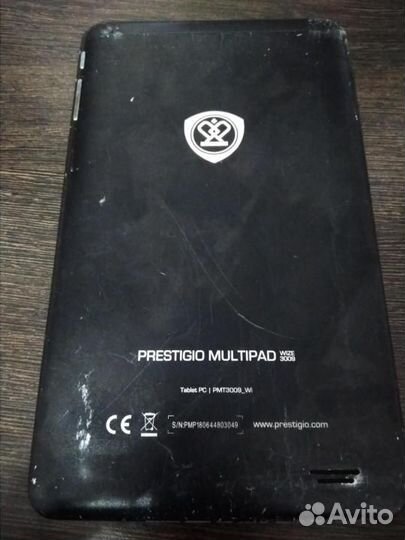 PRESTIGIO MULTIPAD WIZE 3009
Tablet PC | PMT3009_Wi
CE
S/N:PMP180644803049
www.prestigio.com
Avito